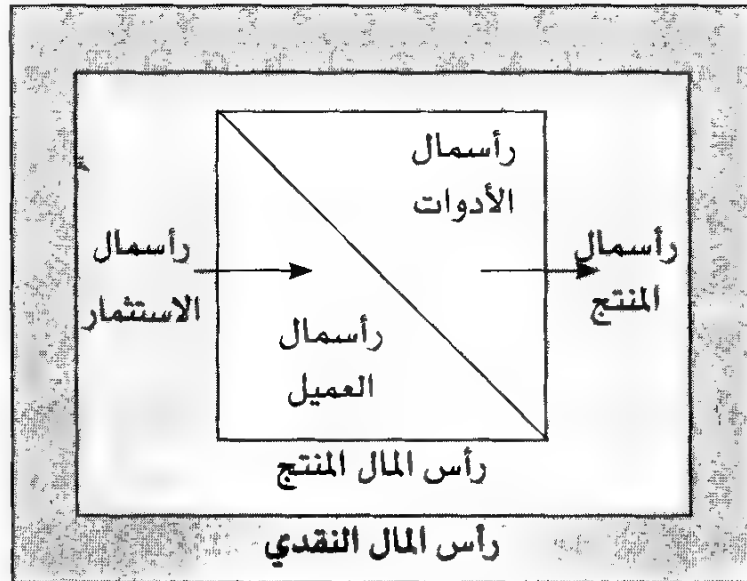 رأسمال
الأدوات
رأسمال
المنتج
رأسمال
الاستثمار
رأسمال
العميل
رأس المال المنتج
رأس المال النقدي